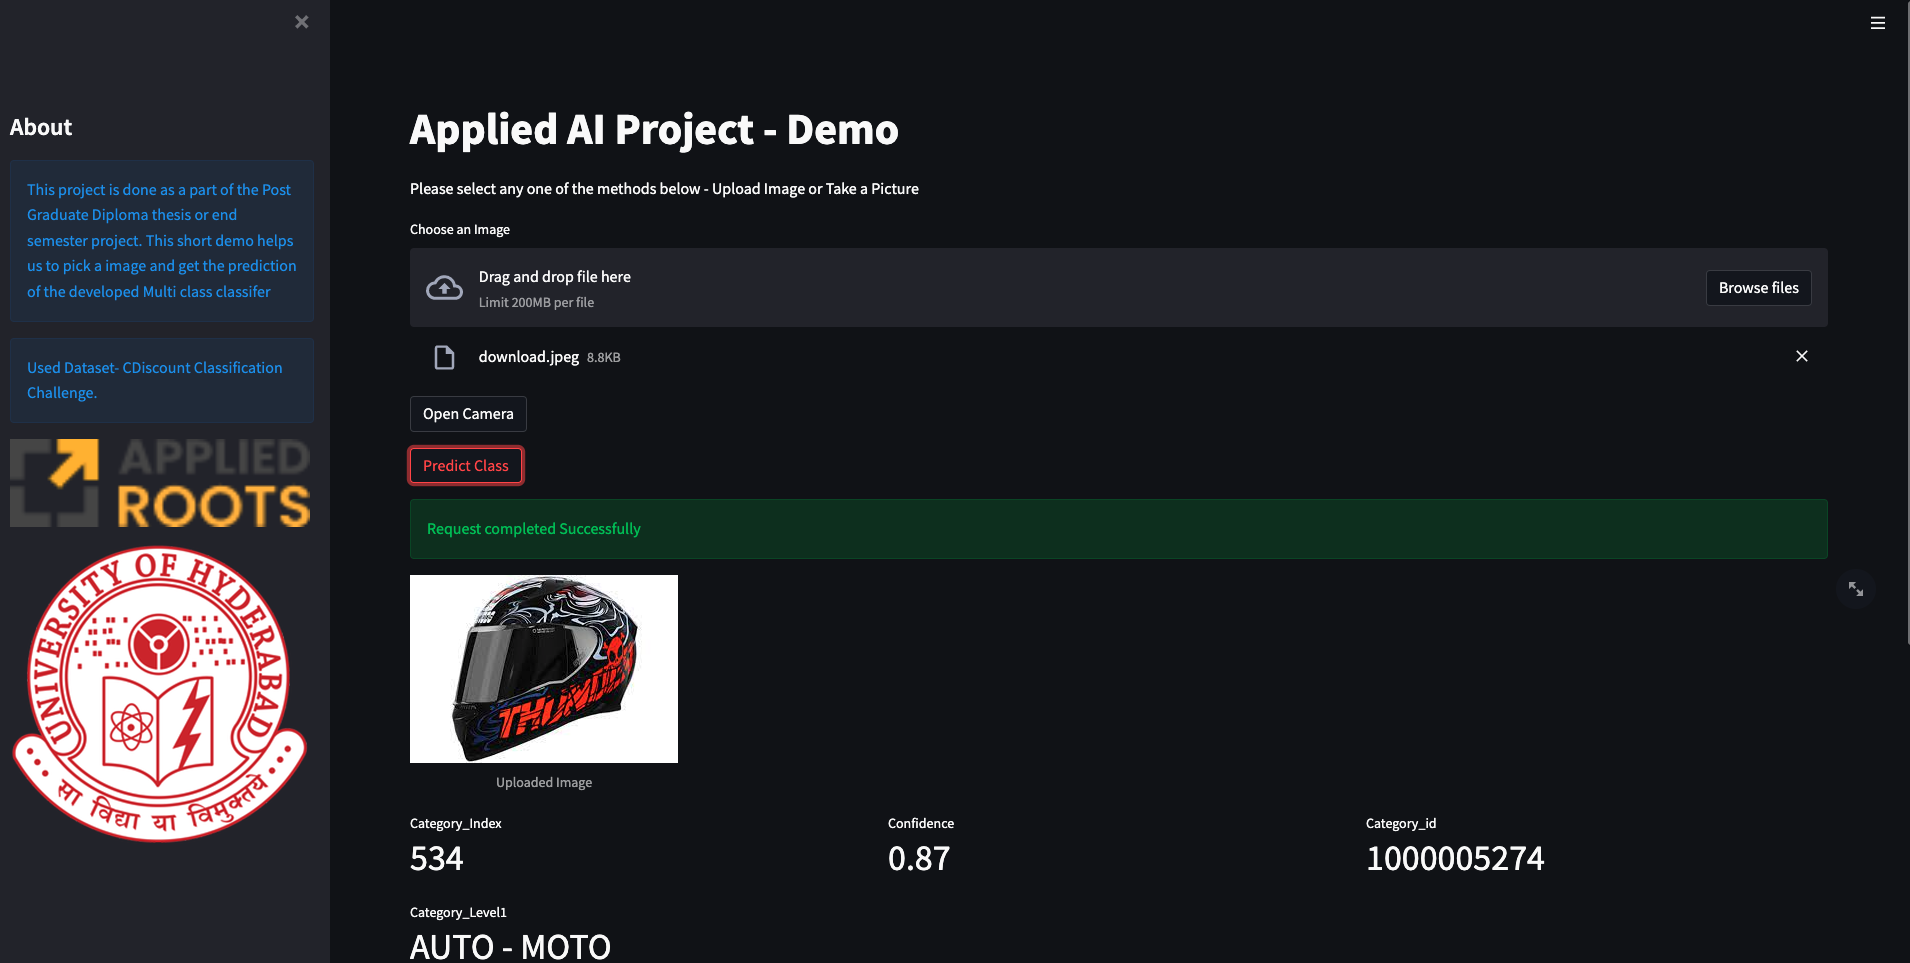 About
This project is done as a part of the Post
Graduate Diploma thesis or end
semester project. This short demo helps
us to pick a image and get the prediction
of the developed Multi class classifer
Used Dataset- CDiscount Classification
Challenge.
APPLIED
ROOTS
UNIVERSITY OF HYDERABAD
सा विद्या या विमुक्तये
Applied AI Project - Demo
Please select any one of the methods below - Upload Image or Take a Picture
Choose an Image
Drag and drop file here
Limit 200MB per file
Browse files
download.jpeg 8.8KB
Open Camera
Predict Class
Request completed Successfully
Uploaded Image
Category_Index
534
Confidence
0.87
Category_id
1000005274
Category_Level1
AUTO - MOTO